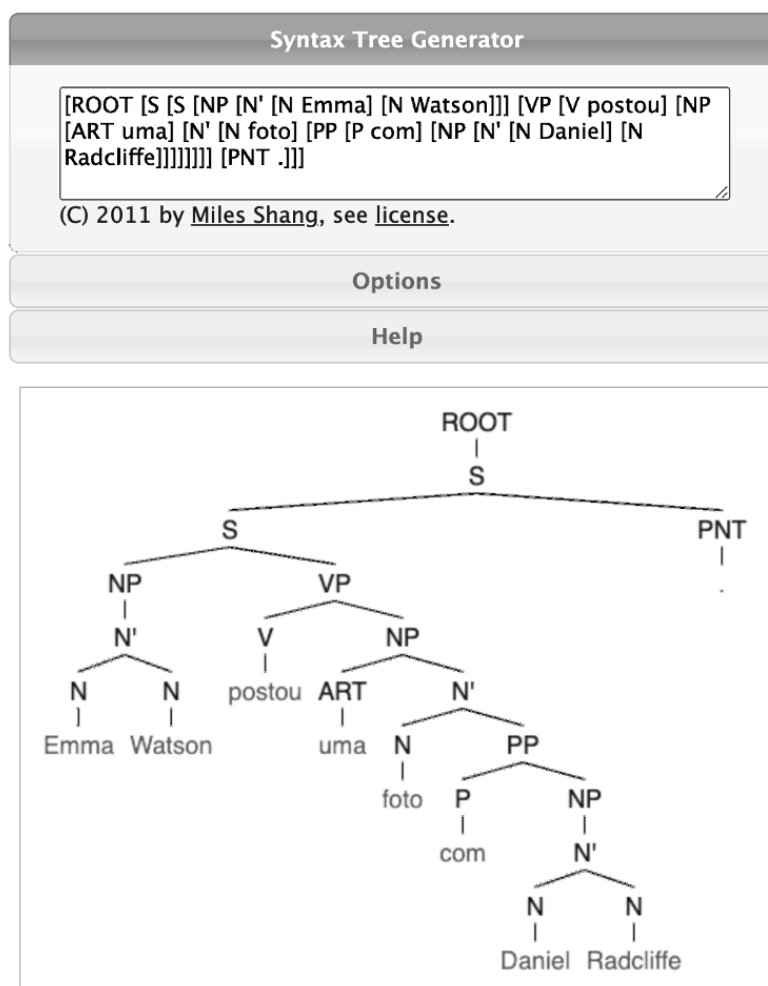 Syntax Tree Generator
[ROOT [S [S [NP [N' [N Emma] [N Watson]]] [VP [V postou] [NP
[ART uma] [N' [N foto] [PP [P com] [NP [N' [N Daniel] [N
Radcliffe]]]]]]]] [PNT .]]]
(C) 2011 by Miles Shang, see license.
Options
Help
ROOT
S
S PNT
NP VP .
N' V NP
N N postou ART N'
Emma Watson uma N PP
foto P NP
com N'
N N
Daniel Radcliffe